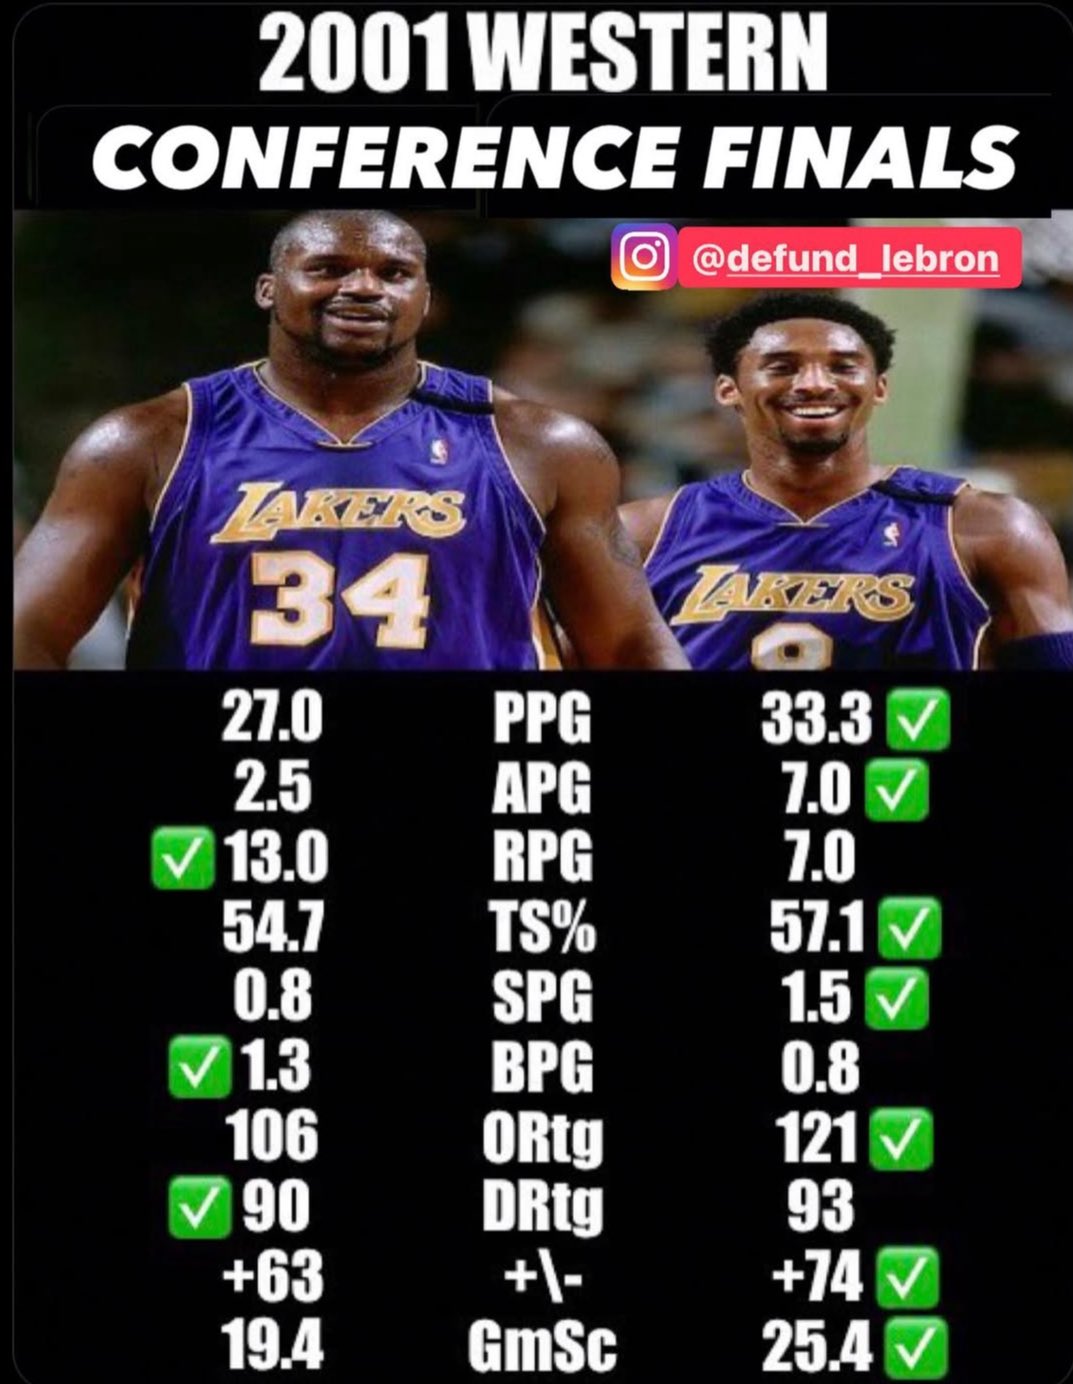 2001 WESTERN
CONFERENCE FINALS
@defund_lebron
LAKERS
34
LAKERS
27.0 PPG 33.3
2.5 APG 7.0
13.0 RPG 7.0
54.7 TS% 57.1
0.8 SPG 1.5
1.3 BPG 0.8
106 ORtg 121
90 DRtg 93
+63 +\- +74
19.4 GmSc 25.4